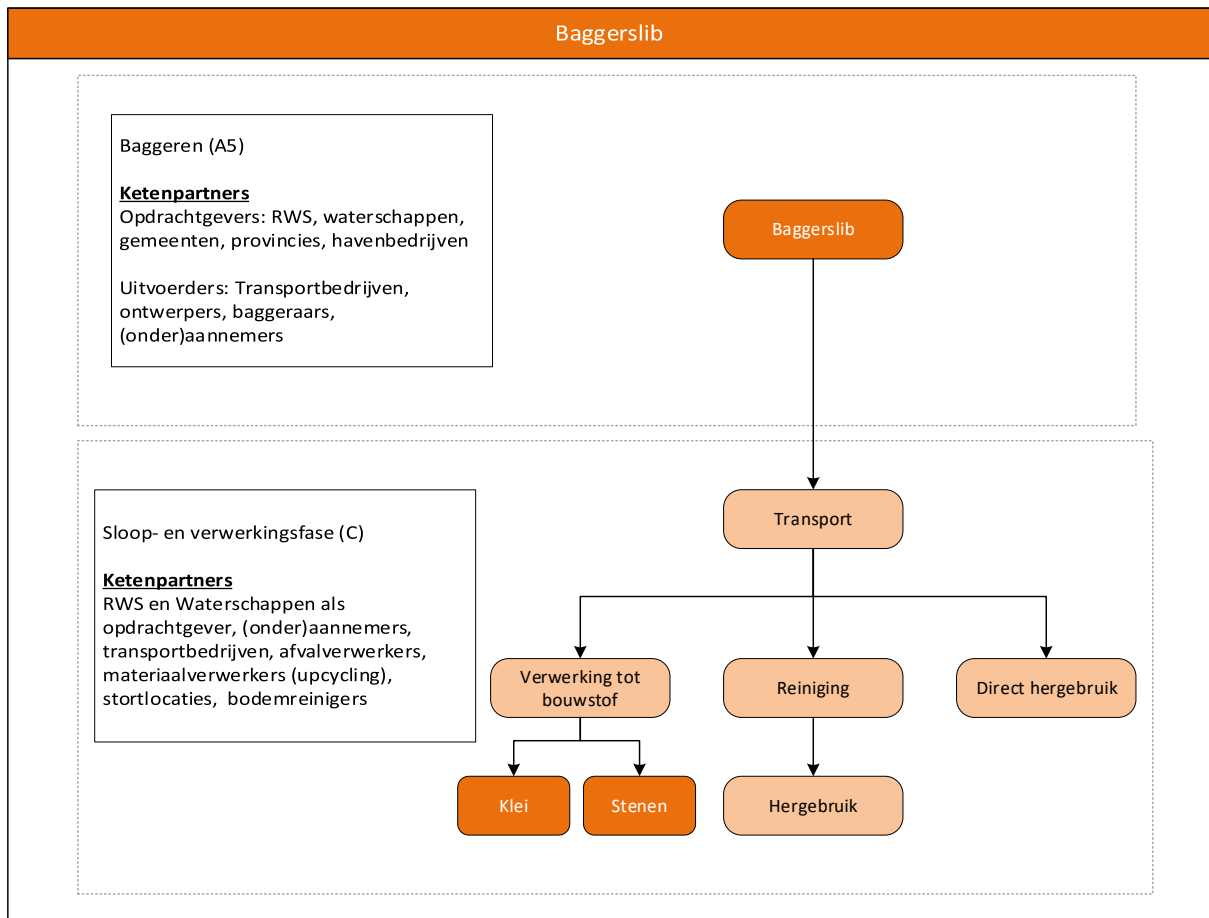 Baggerslib
Baggeren (A5)
Ketenpartners
Opdrachtgevers: RWS, waterschappen,
gemeenten, provincies, havenbedrijven
Uitvoerders: Transportbedrijven,
ontwerpers, baggeraars,
(onder)aannemers
Baggerslib
Sloop- en verwerkingsfase (C)
Ketenpartners
RWS en Waterschappen als
opdrachtgever, (onder)aannemers,
transportbedrijven, afvalverwerkers,
materiaalverwerkers (upcycling),
stortlocaties, bodemreinigers
Transport
Verwerking tot
bouwstof
Reiniging
Direct hergebruik
Klei
Stenen
Hergebruik